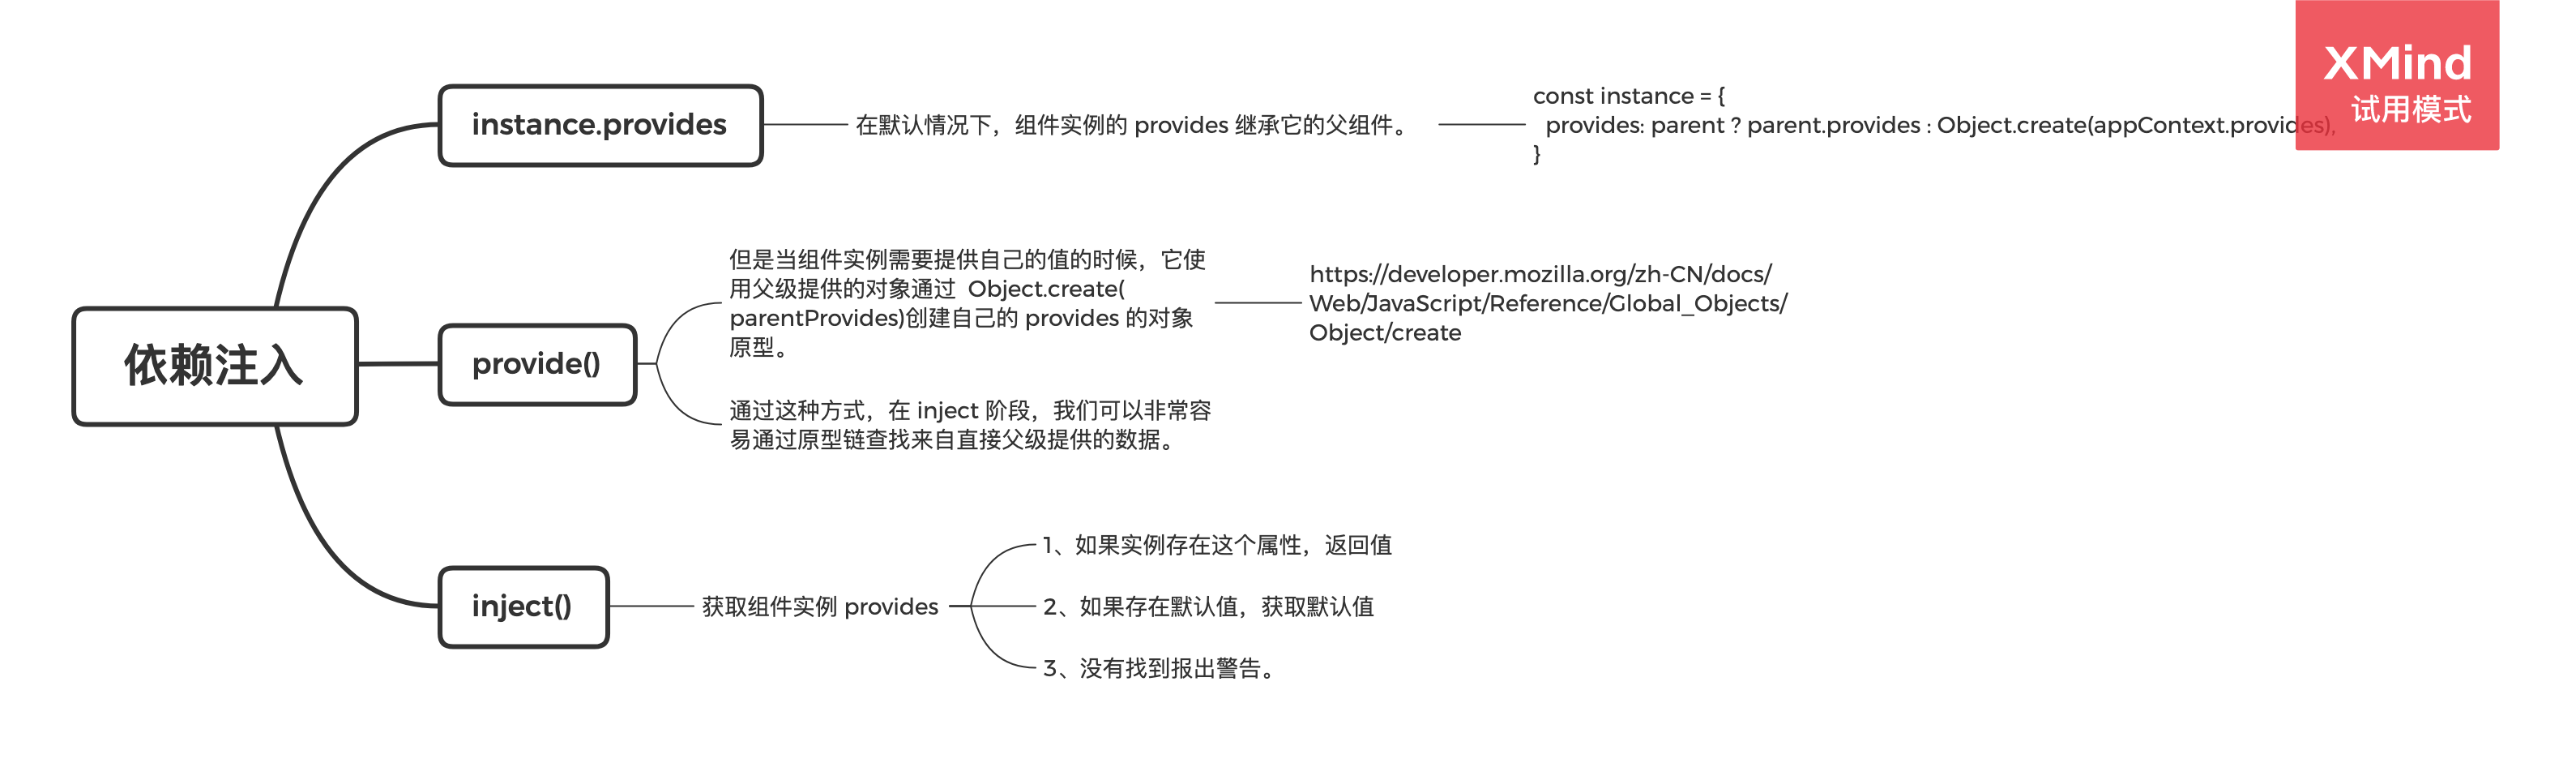 XMind
试用模式
instance.provides
在默认情况下，组件实例的 provides 继承它的父组件。
const instance = {
provides: parent ? parent.provides : Object.create(appContext.provides),
}
依赖注入
provide()
但是当组件实例需要提供自己的值的时候，它使
用父级提供的对象通过 Object.create(
parentProvides)创建自己的 provides 的对象
原型。
https://developer.mozilla.org/zh-CN/docs/
Web/JavaScript/Reference/Global_Objects/
Object/create
通过这种方式，在 inject 阶段，我们可以非常容
易通过原型链查找来自直接父级提供的数据。
inject()
获取组件实例 provides
1、如果实例存在这个属性，返回值
2、如果存在默认值，获取默认值
3、没有找到报出警告。